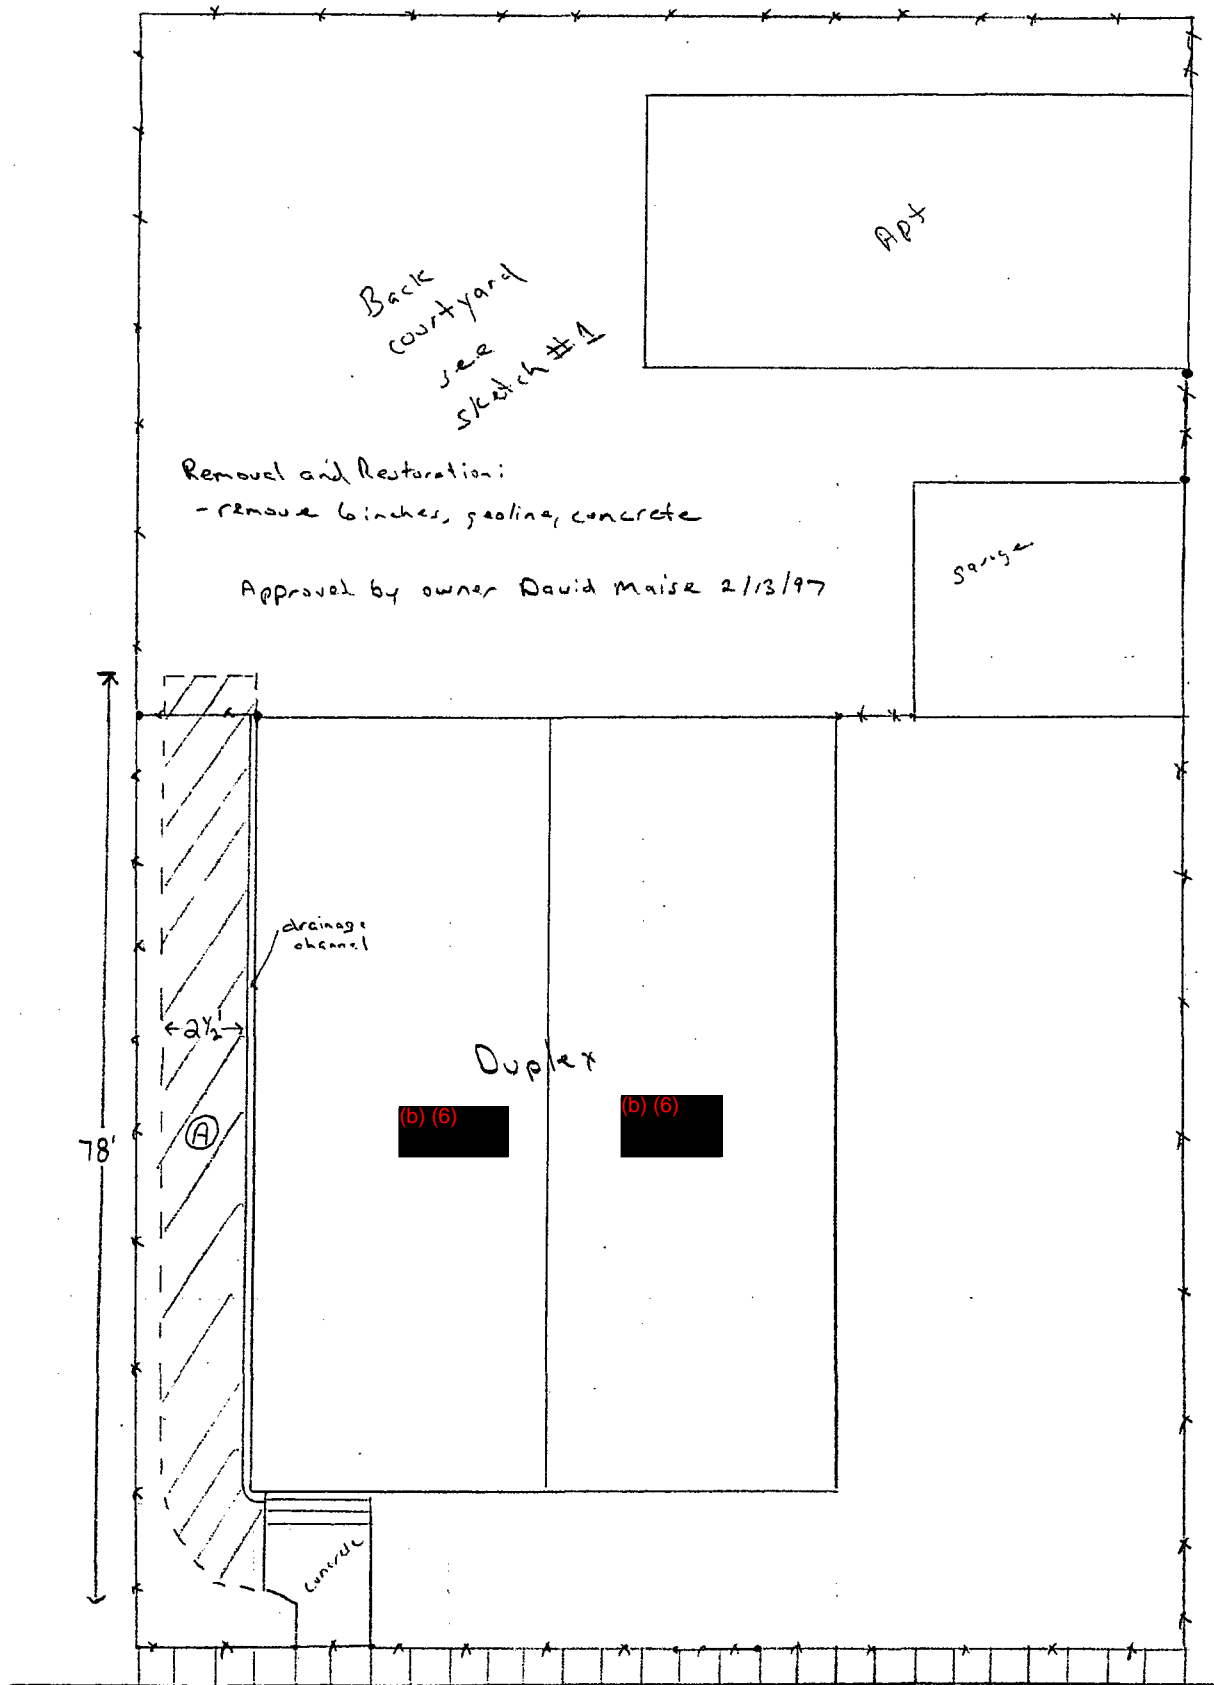 Apt
Back
courtyard
see
sketch #1
Removal and Restoration:
- remove 6 inches, geoline, concrete
garage
Approved by owner David Maise 2/13/97
drainage
channel
2½'
Duplex
(b) (6)
(b) (6)
A
78'
concrete